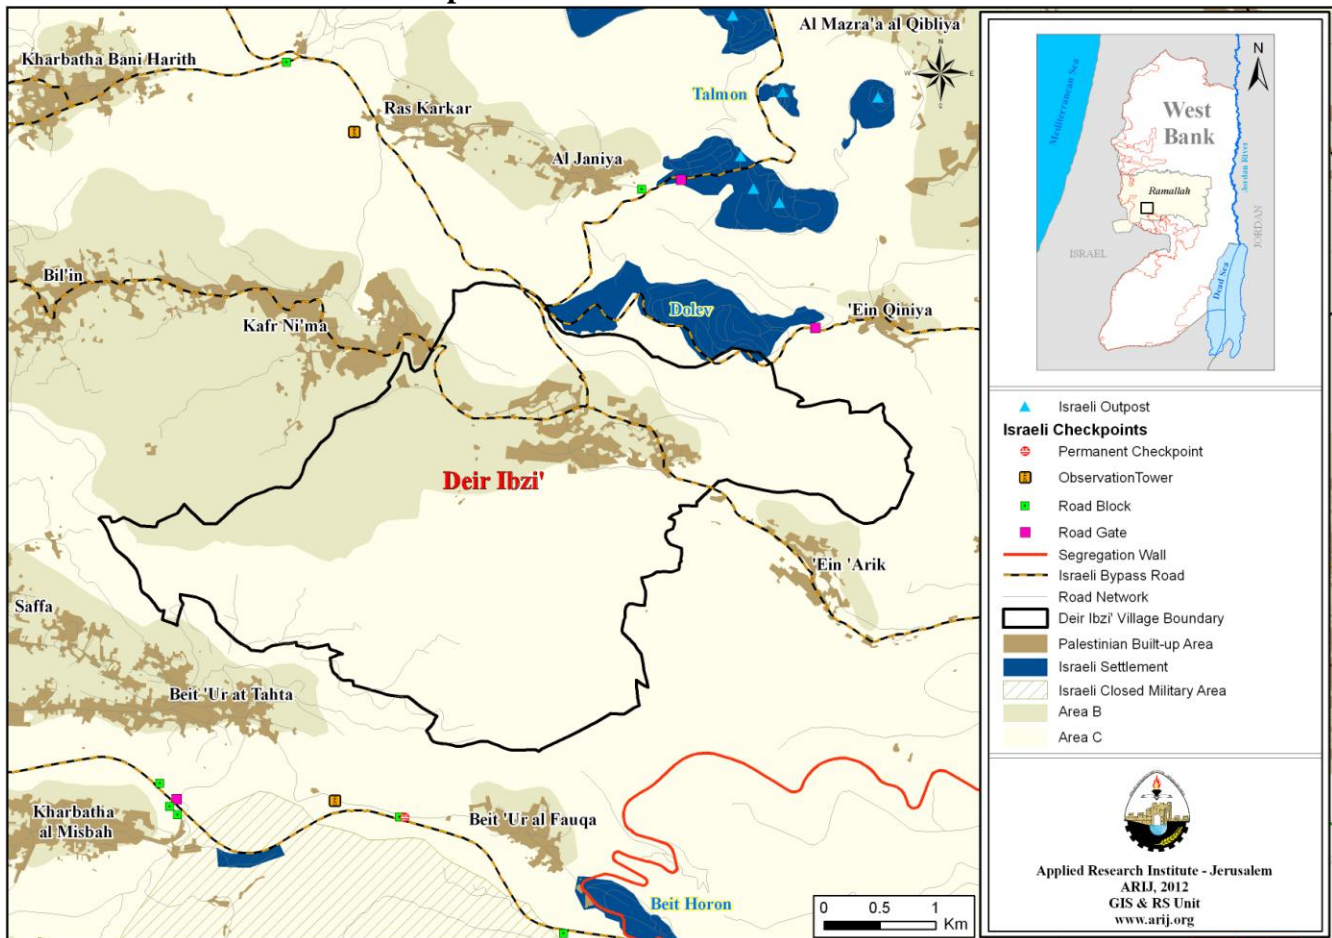 Kharbatha Bani Harith
Ras Karkar
Al Mazra'a al Qibliya
N
W
E
S
Talmon
Al Janiya
Bil'in
Kafr Ni'ma
Dolev
'Ein Qiniya
Deir Ibzi'
'Ein 'Arik
Saffa
Beit 'Ur at Tahta
Kharbatha
al Misbah
Beit 'Ur al Fauqa
Beit Horon
0 0.5 1
Km
Mediterranean Sea
N
West
Bank
Jordan River
Ramallah
JORDAN
ISRAEL
Dead Sea
Israeli Outpost
Israeli Checkpoints
Permanent Checkpoint
ObservationTower
Road Block
Road Gate
Segregation Wall
Israeli Bypass Road
Road Network
Deir Ibzi' Village Boundary
Palestinian Built-up Area
Israeli Settlement
Israeli Closed Military Area
Area B
Area C
Applied Research Institute - Jerusalem
ARIJ, 2012
GIS & RS Unit
www.arij.org